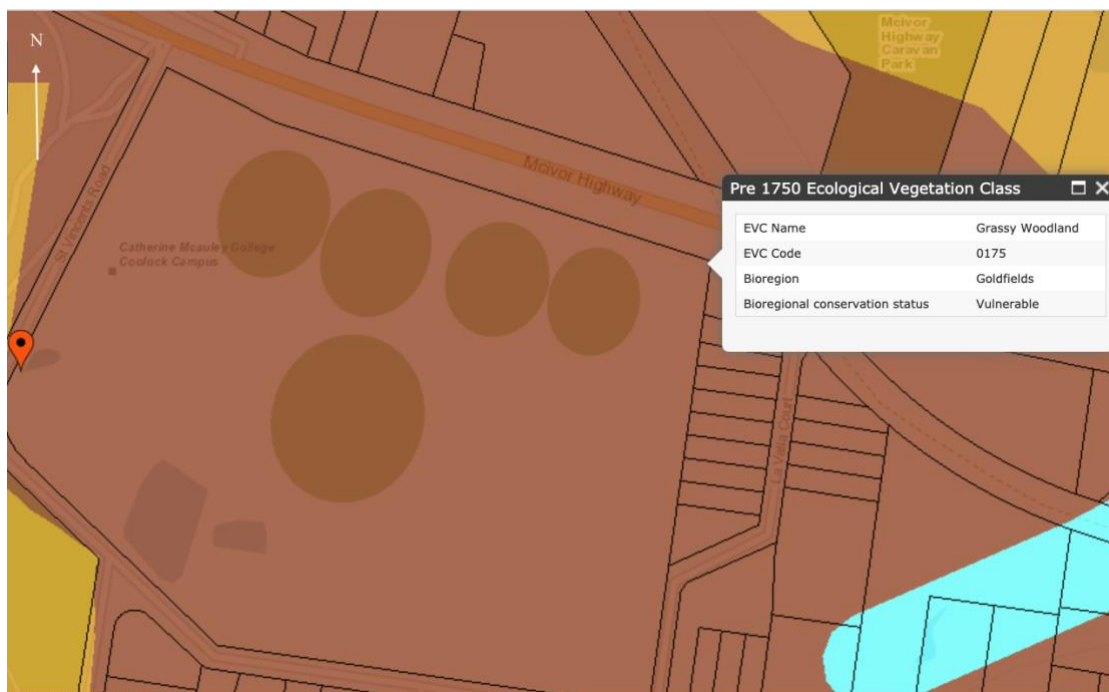 N
Mcivor
Highway
Caravan
Park
Mcivor Highway
St Vincents Road
Catherine Mcauley College
Coolock Campus
Pre 1750 Ecological Vegetation Class
EVC Name Grassy Woodland
EVC Code 0175
Bioregion Goldfields
Bioregional conservation status Vulnerable
La Valla Court